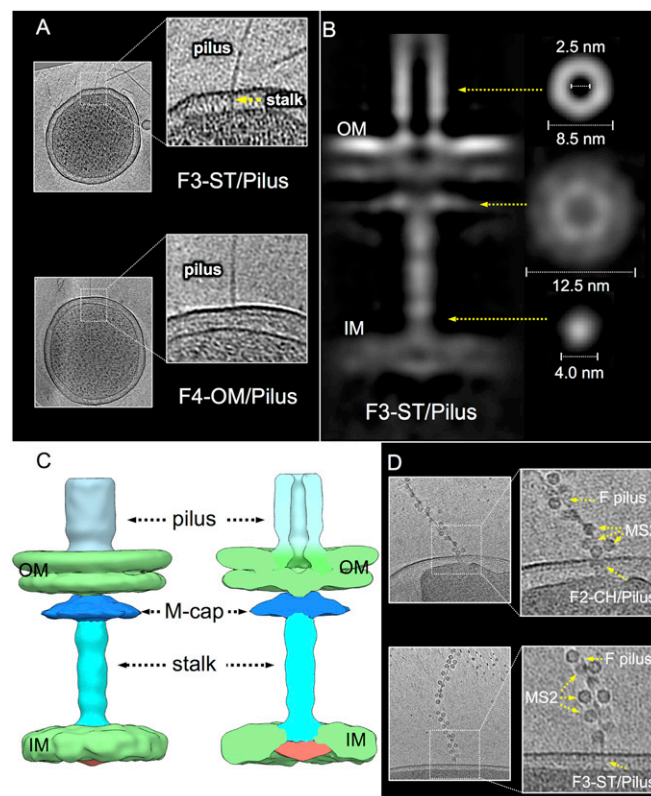 A
pilus
stalk
F3-ST/Pilus
pilus
F4-OM/Pilus
B
OM
IM
F3-ST/Pilus
2.5 nm
8.5 nm
12.5 nm
4.0 nm
C
pilus
OM
OM
M-cap
stalk
IM
IM
D
F pilus
MS2
F2-CH/Pilus
F pilus
MS2
F3-ST/Pilus